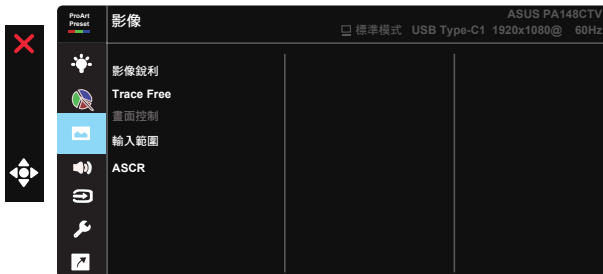 ProArt
Preset
影像
ASUS PA148CTV
標準模式 USB Type-C1 1920x1080@ 60Hz
影像銳利
Trace Free
畫面控制
輸入範圍
ASCR